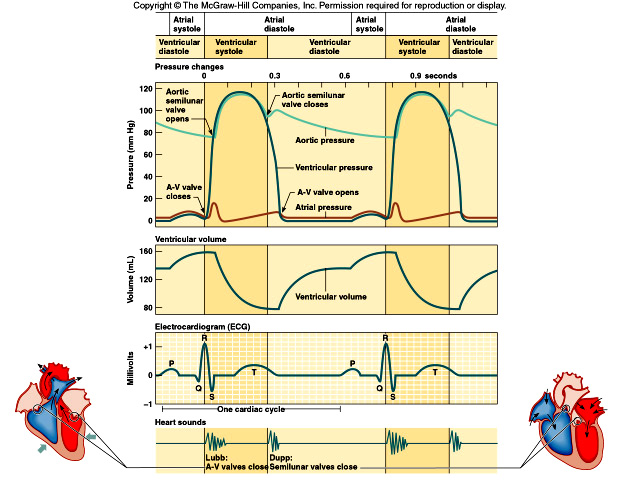 Copyright © The McGraw-Hill Companies, Inc. Permission required for reproduction or display.
Atrial systole
Atrial diastole
Atrial systole
Atrial diastole
Ventricular diastole
Ventricular systole
Ventricular diastole
Ventricular systole
Ventricular diastole
Pressure changes
0 0.3 0.6 0.9 seconds
Pressure (mm Hg)
120
100
80
60
40
20
0
Aortic
semilunar
valve
opens
Aortic semilunar
valve closes
Aortic pressure
Ventricular pressure
A-V valve
closes
A-V valve opens
Atrial pressure
Ventricular volume
Volume (mL)
160
120
80
Ventricular volume
Electrocardiogram (ECG)
Millivolts
+1
0
−1
R
P
Q
S
T
R
P
Q
S
T
One cardiac cycle
Heart sounds
Lubb:
A-V valves close
Dupp:
Semilunar valves close